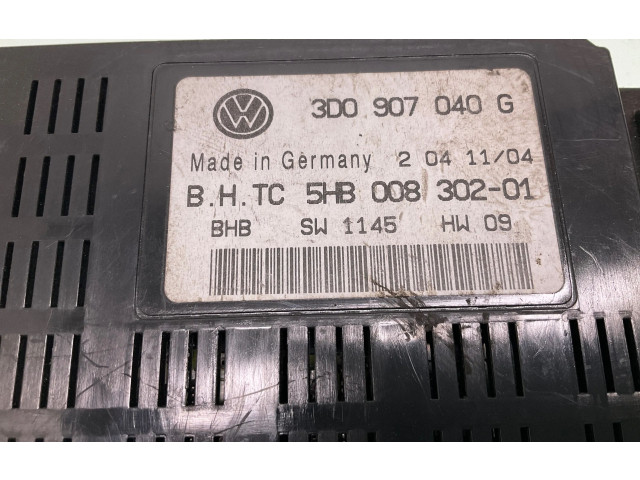 VW 3D0 907 040 G
Made in Germany 2 04 11/04
B.H.TC 5HB 008 302-01
BHB SW 1145 HW 09